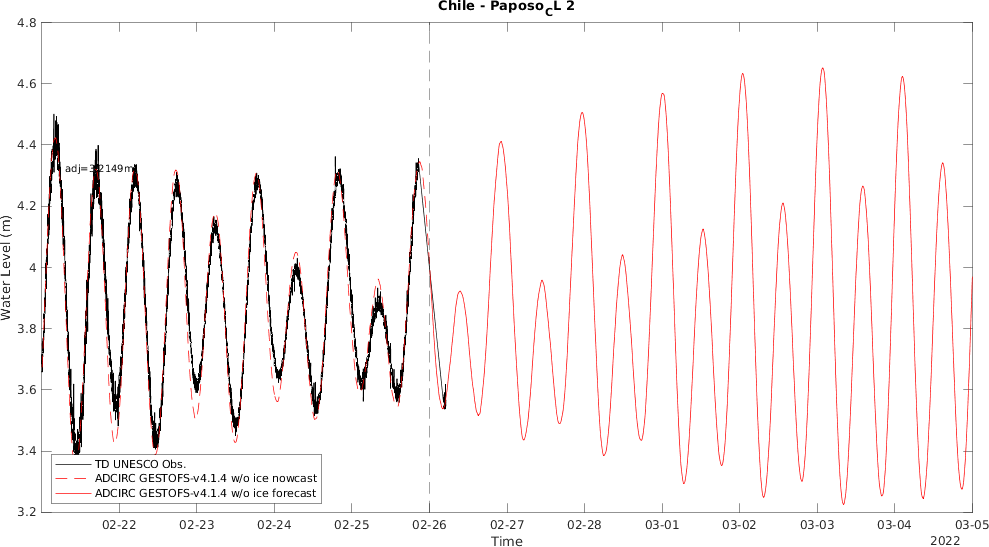 Chile - Paposo_CL 2
4.8
4.6
4.4
4.2
4
3.8
3.6
3.4
3.2
Water Level (m)
adj=3.2149m
TD UNESCO Obs.
ADCIRC GESTOFS-v4.1.4 w/o ice nowcast
ADCIRC GESTOFS-v4.1.4 w/o ice forecast
02-22 02-23 02-24 02-25 02-26 02-27 02-28 03-01 03-02 03-03 03-04 03-05
Time
2022